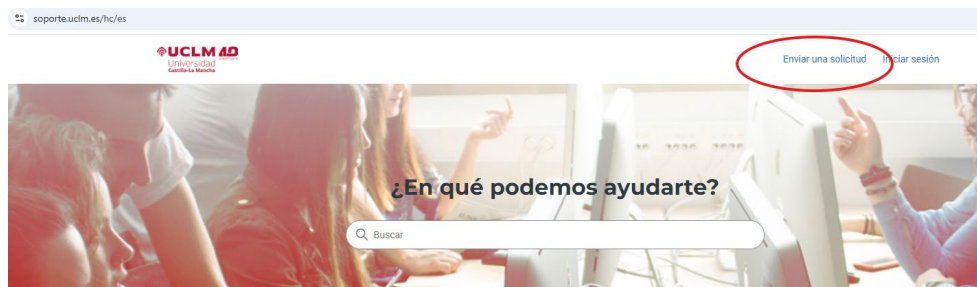 soporte.uclm.es/hc/es
UCLM 40
Universidad
Castilla-La Mancha
Enviar una solicitud
Iniciar sesión
¿En qué podemos ayudarte?
Buscar